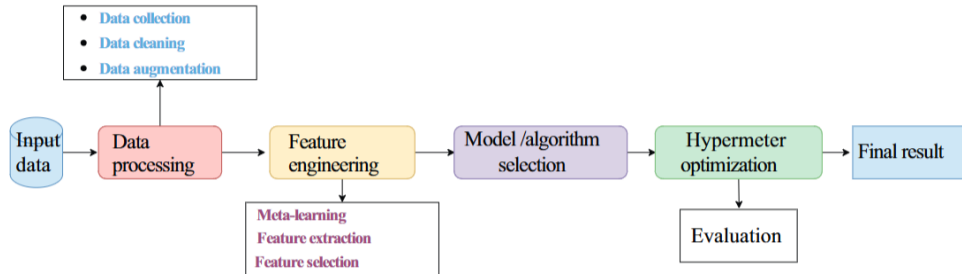 Data collection
Data cleaning
Data augmentation
Input
data
Data
processing
Feature
engineering
Model /algorithm
selection
Hypermeter
optimization
Final result
Meta-learning
Feature extraction
Feature selection
Evaluation